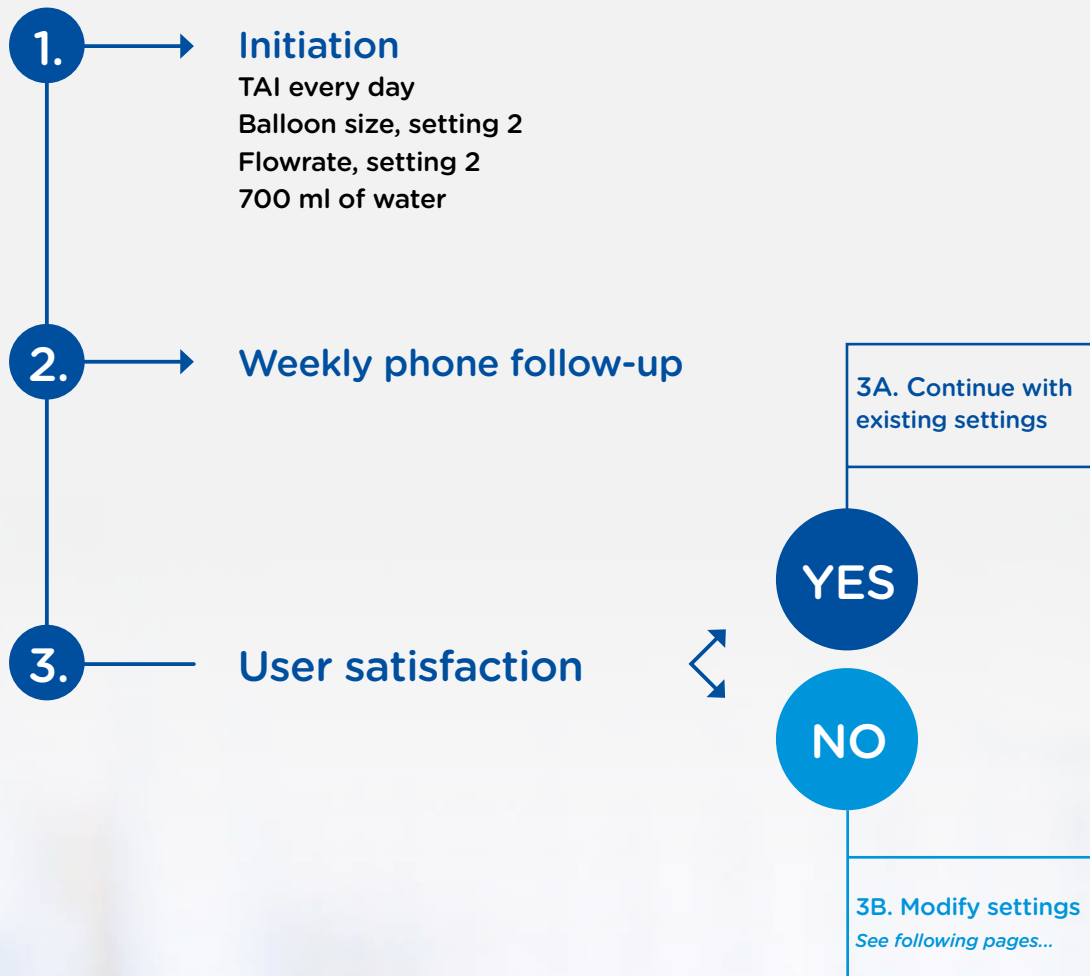 1.
Initiation
TAI every day
Balloon size, setting 2
Flowrate, setting 2
700 ml of water
2.
Weekly phone follow-up
3A. Continue with
existing settings
YES
3.
User satisfaction
NO
3B. Modify settings
See following pages...